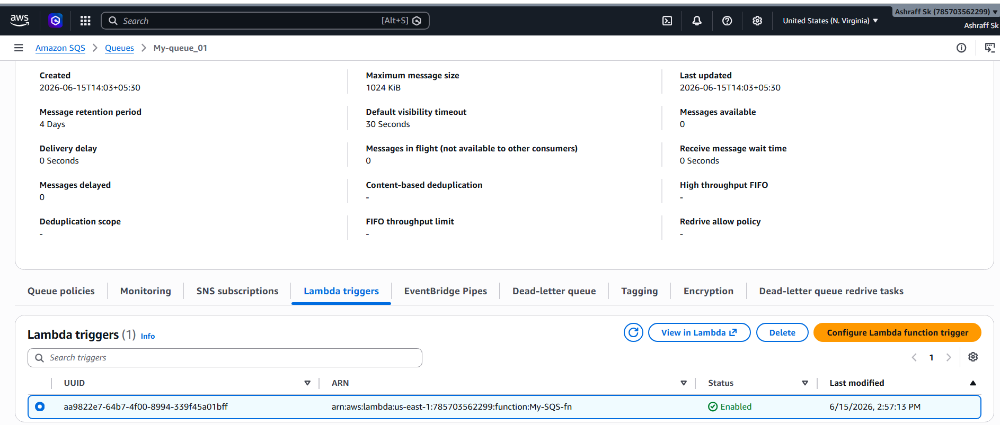 aws
Search [Alt+S]
United States (N. Virginia)
Ashraff Sk (785703562299)
Ashraff Sk
Amazon SQS > Queues > My-queue_01
Created Maximum message size Last updated
2026-06-15T14:03+05:30 1024 KiB 2026-06-15T14:03+05:30
Message retention period Default visibility timeout Messages available
4 Days 30 Seconds 0
Delivery delay Messages in flight (not available to other consumers) Receive message wait time
0 Seconds 0 0 Seconds
Messages delayed Content-based deduplication High throughput FIFO
0 - -
Deduplication scope FIFO throughput limit Redrive allow policy
- - -
Queue policies Monitoring SNS subscriptions Lambda triggers EventBridge Pipes Dead-letter queue Tagging Encryption Dead-letter queue redrive tasks
Lambda triggers (1) Info View in Lambda Delete Configure Lambda function trigger
Search triggers 1
UUID ARN Status Last modified
aa9822e7-64b7-4f00-8994-339f45a01bff arn:aws:lambda:us-east-1:785703562299:function:My-SQS-fn Enabled 6/15/2026, 2:57:13 PM